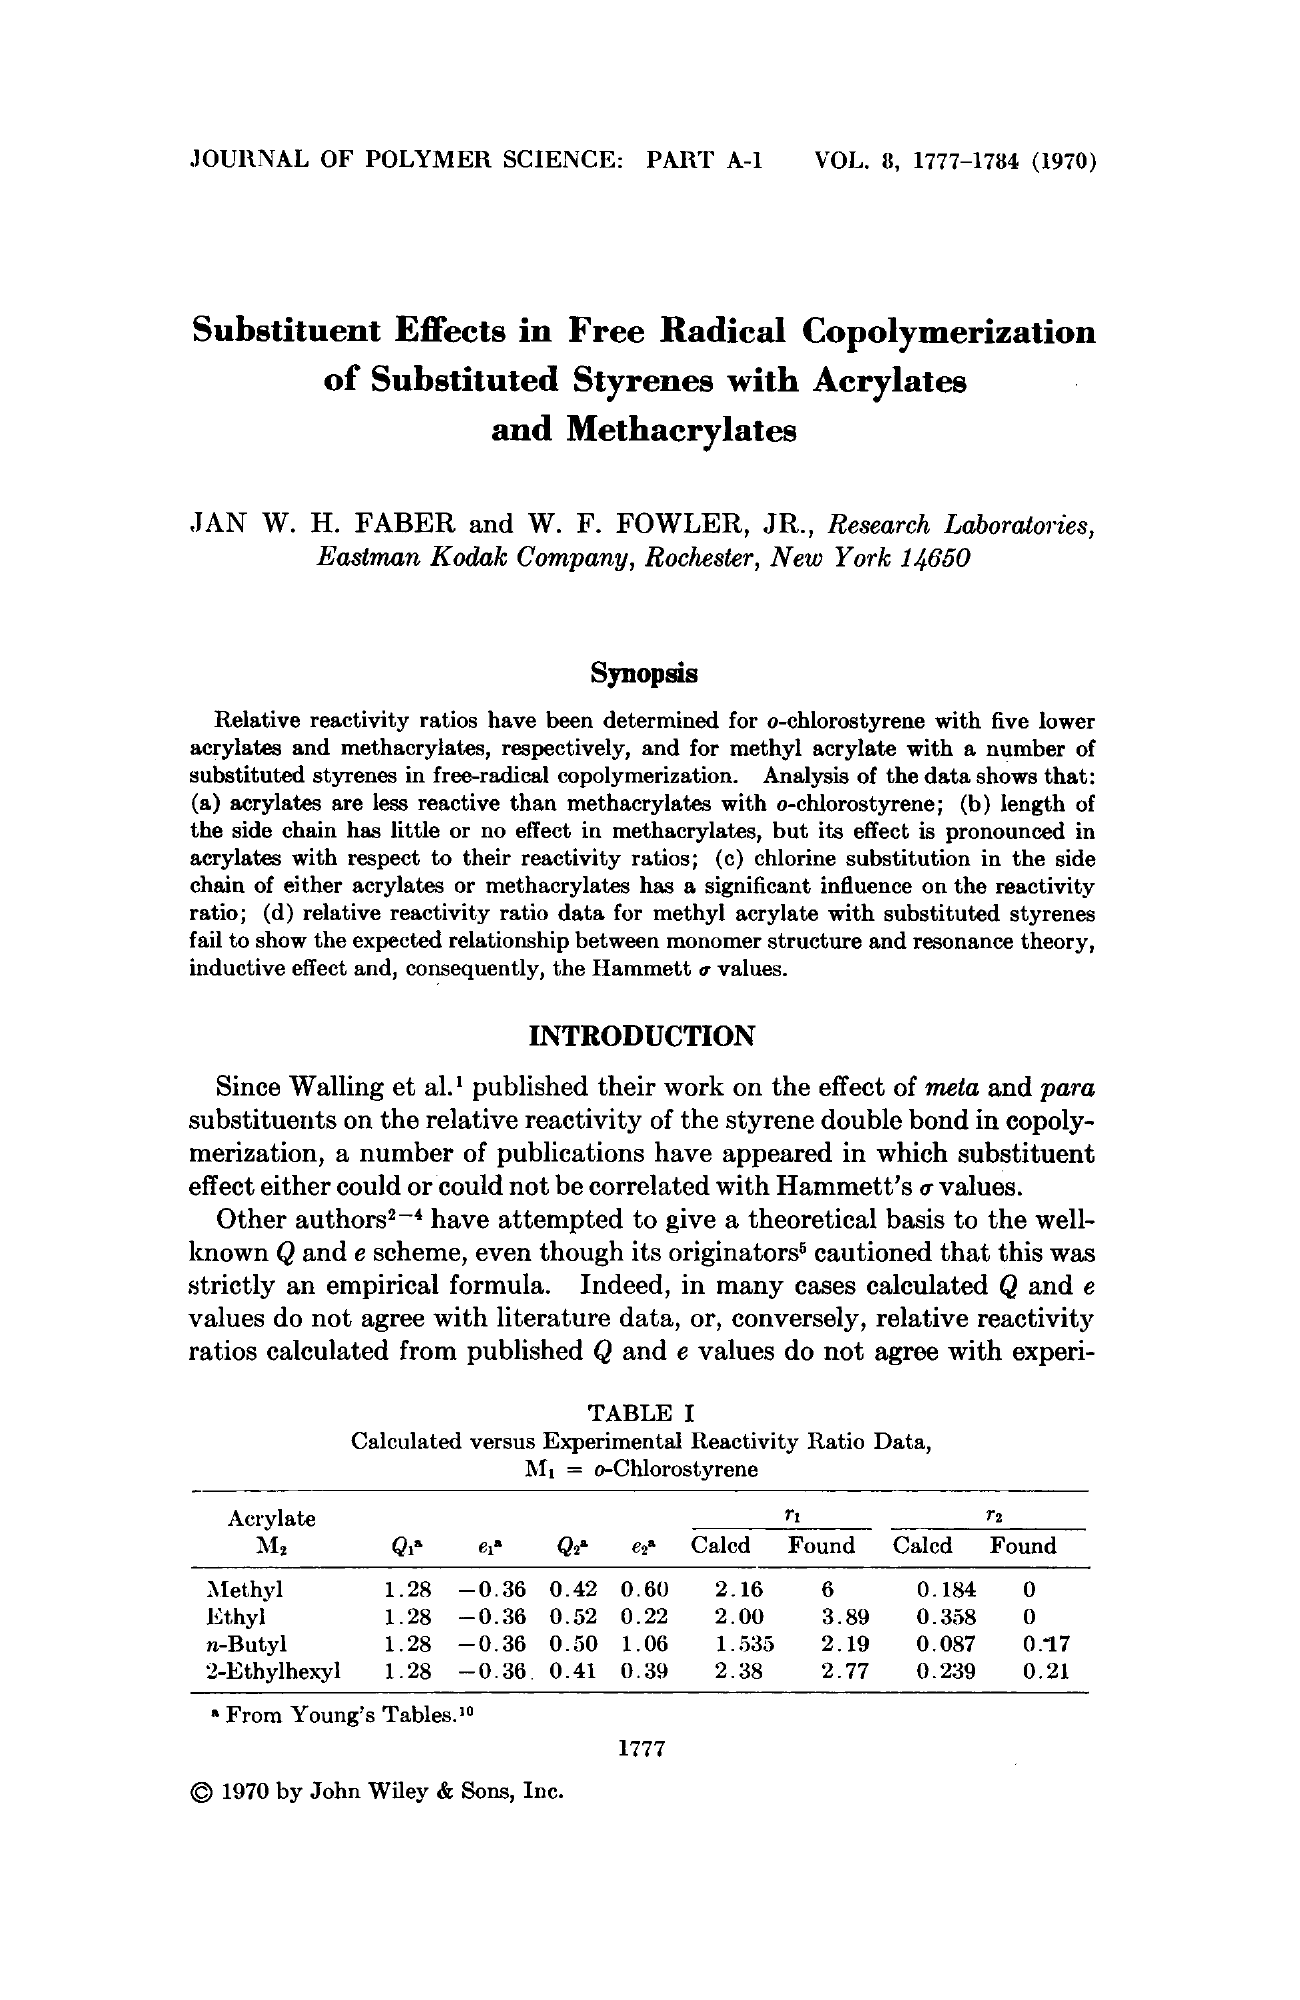 JOURNAL OF POLYMER SCIENCE: PART A-1 VOL. 8, 1777–1784 (1970)
Substituent Effects in Free Radical Copolymerization
of Substituted Styrenes with Acrylates
and Methacrylates
JAN W. H. FABER and W. F. FOWLER, JR., Research Laboratories,
Eastman Kodak Company, Rochester, New York 14650
Synopsis
Relative reactivity ratios have been determined for o-chlorostyrene with five lower
acrylates and methacrylates, respectively, and for methyl acrylate with a number of
substituted styrenes in free-radical copolymerization. Analysis of the data shows that:
(a) acrylates are less reactive than methacrylates with o-chlorostyrene; (b) length of
the side chain has little or no effect in methacrylates, but its effect is pronounced in
acrylates with respect to their reactivity ratios; (c) chlorine substitution in the side
chain of either acrylates or methacrylates has a significant influence on the reactivity
ratio; (d) relative reactivity ratio data for methyl acrylate with substituted styrenes
fail to show the expected relationship between monomer structure and resonance theory,
inductive effect and, consequently, the Hammett σ values.
INTRODUCTION
Since Walling et al.¹ published their work on the effect of meta and para
substituents on the relative reactivity of the styrene double bond in copoly-
merization, a number of publications have appeared in which substituent
effect either could or could not be correlated with Hammett's σ values.
Other authors²⁻⁴ have attempted to give a theoretical basis to the well-
known Q and e scheme, even though its originators⁵ cautioned that this was
strictly an empirical formula. Indeed, in many cases calculated Q and e
values do not agree with literature data, or, conversely, relative reactivity
ratios calculated from published Q and e values do not agree with experi-
TABLE I
Calculated versus Experimental Reactivity Ratio Data,
M₁ = o-Chlorostyrene
Acrylate r₁ r₂
M₂ Q₁ᵃ e₁ᵃ Q₂ᵃ e₂ᵃ Calcd Found Calcd Found
Methyl 1.28 −0.36 0.42 0.60 2.16 6 0.184 0
Ethyl 1.28 −0.36 0.52 0.22 2.00 3.89 0.358 0
n-Butyl 1.28 −0.36 0.50 1.06 1.535 2.19 0.087 0.17
2-Ethylhexyl 1.28 −0.36 0.41 0.39 2.38 2.77 0.239 0.21
ᵃ From Young's Tables.¹⁰
1777
© 1970 by John Wiley & Sons, Inc.